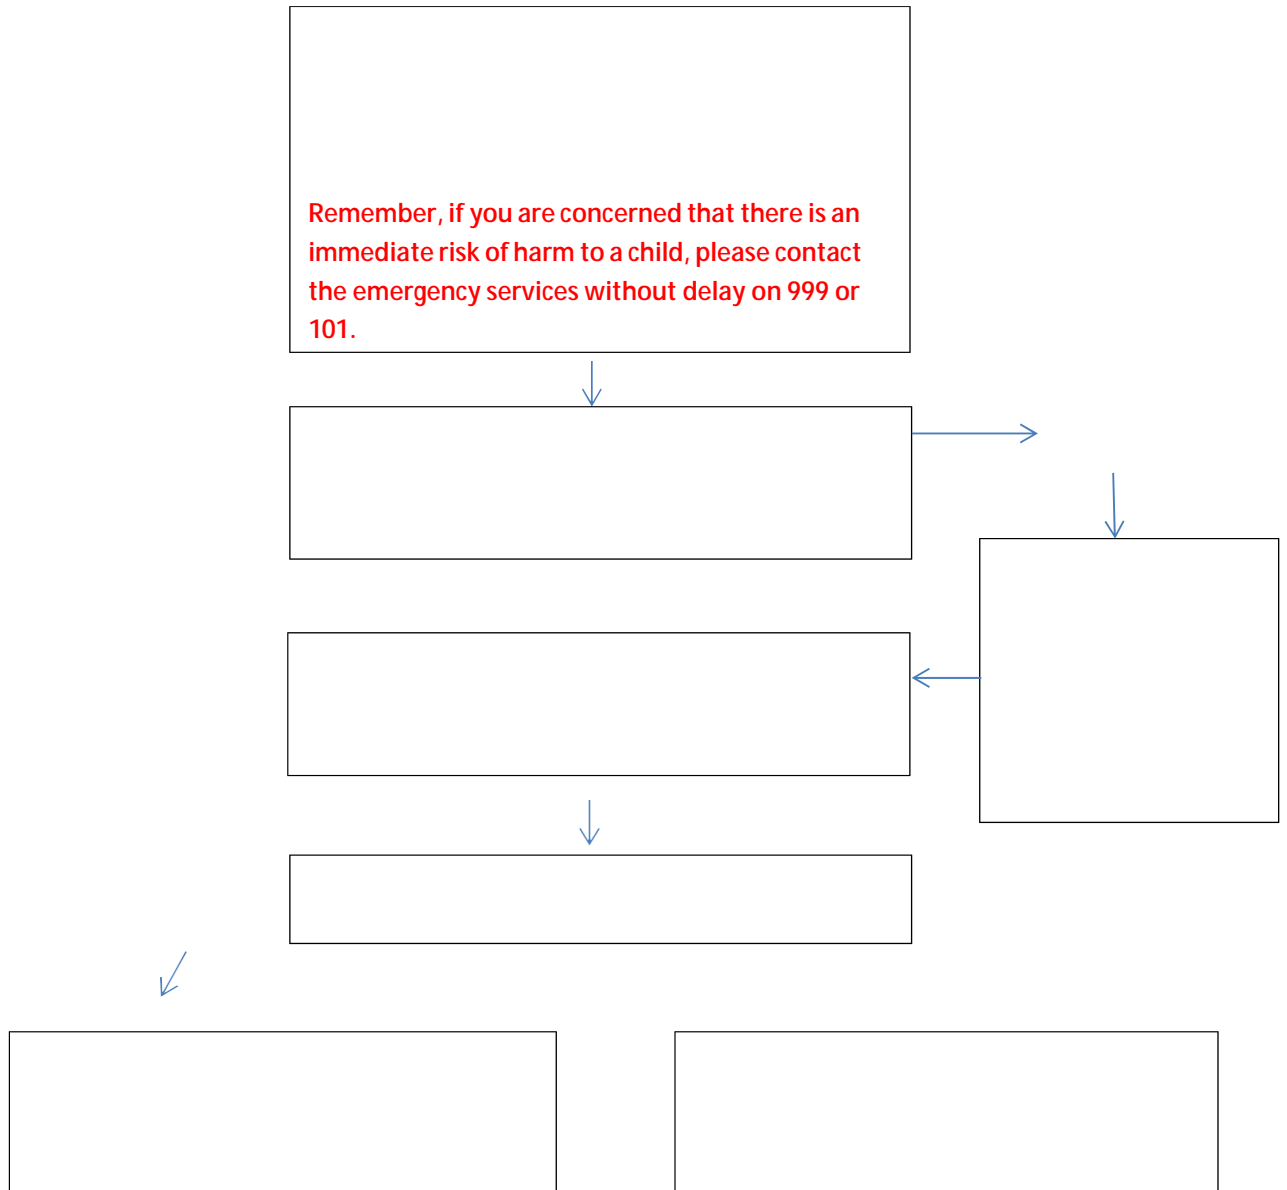 Remember, if you are concerned that there is an
immediate risk of harm to a child, please contact
the emergency services without delay on 999 or
101.